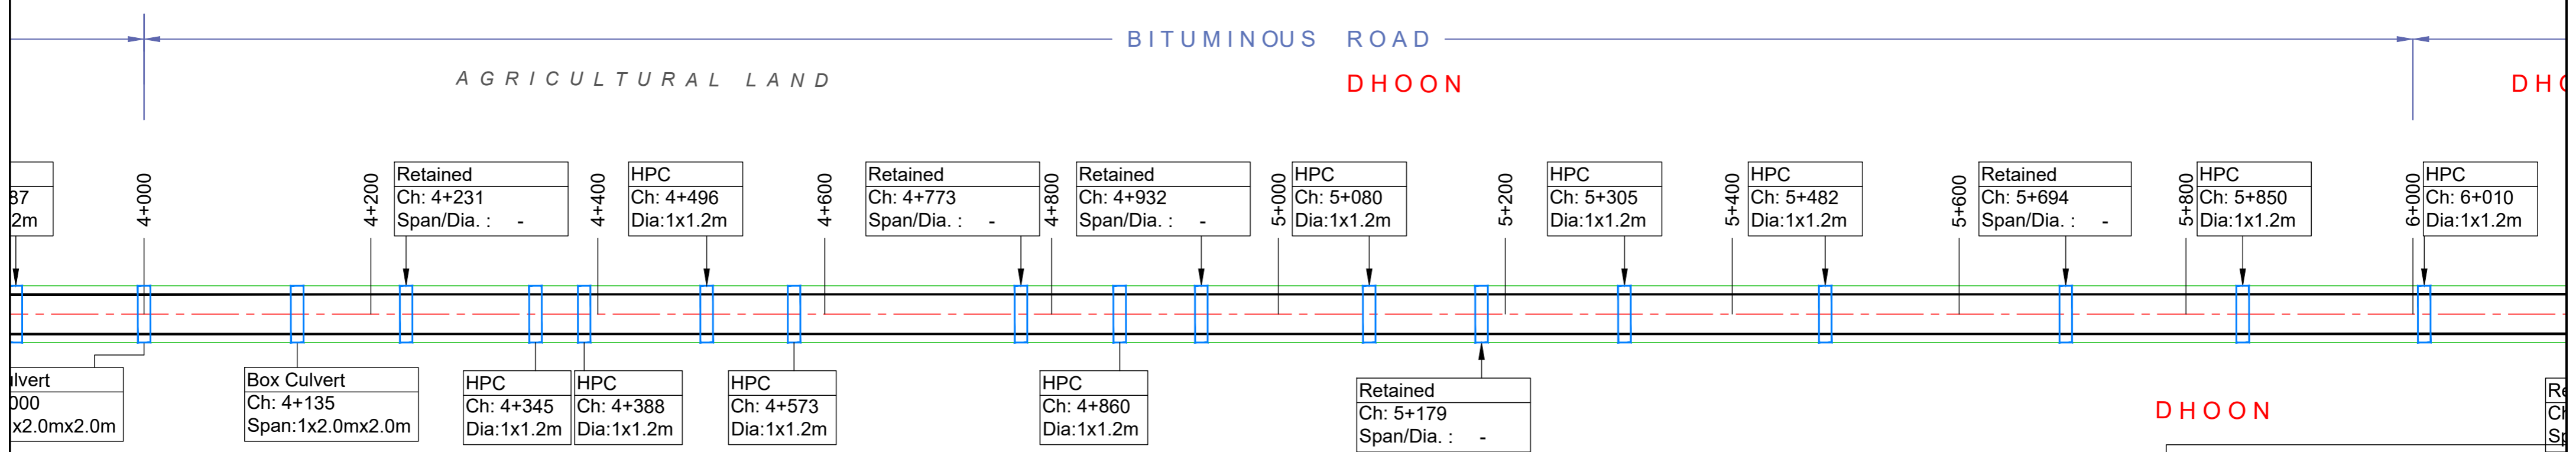 BITUMINOUS ROAD
AGRICULTURAL LAND
DHOON
87
2m
4+000
4+200
Retained
Ch: 4+231
Span/Dia. : -
4+400
HPC
Ch: 4+496
Dia:1x1.2m
4+600
Retained
Ch: 4+773
Span/Dia. : -
4+800
Retained
Ch: 4+932
Span/Dia. : -
5+000
HPC
Ch: 5+080
Dia:1x1.2m
5+200
HPC
Ch: 5+305
Dia:1x1.2m
5+400
HPC
Ch: 5+482
Dia:1x1.2m
5+600
Retained
Ch: 5+694
Span/Dia. : -
5+800
HPC
Ch: 5+850
Dia:1x1.2m
6+000
HPC
Ch: 6+010
Dia:1x1.2m
lvert
000
x2.0mx2.0m
Box Culvert
Ch: 4+135
Span:1x2.0mx2.0m
HPC
Ch: 4+345
Dia:1x1.2m
HPC
Ch: 4+388
Dia:1x1.2m
HPC
Ch: 4+573
Dia:1x1.2m
HPC
Ch: 4+860
Dia:1x1.2m
Retained
Ch: 5+179
Span/Dia. : -
DHOON